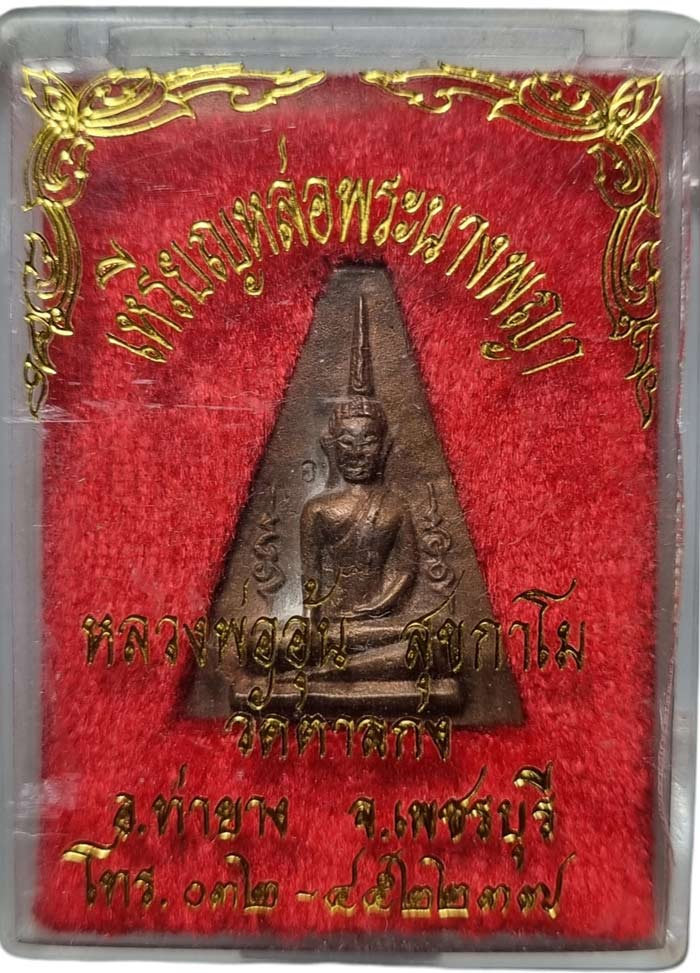 เหรียญหล่อพระนางพญา
หลวงพ่ออุ้น สุขกาโม
วัดตาลกง
อ.ท่ายาง จ.เพชรบุรี
โทร. ๐๓๒ - ๔๕๒๒๓๗